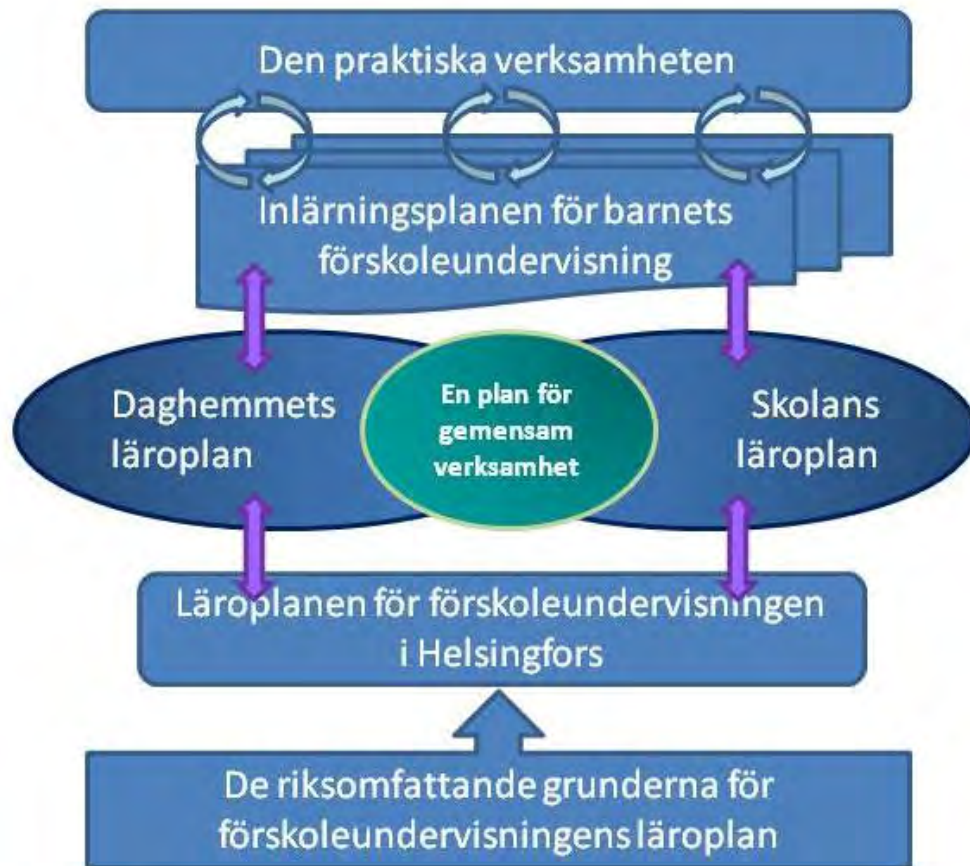 Den praktiska verksamheten
Inlärningsplanen för barnets
förskoleundervisning
Daghemmets
läroplan
En plan för
gemensam
verksamhet
Skolans
läroplan
Läroplanen för förskoleundervisningen
i Helsingfors
De riksomfattande grunderna för
förskoleundervisningens läroplan